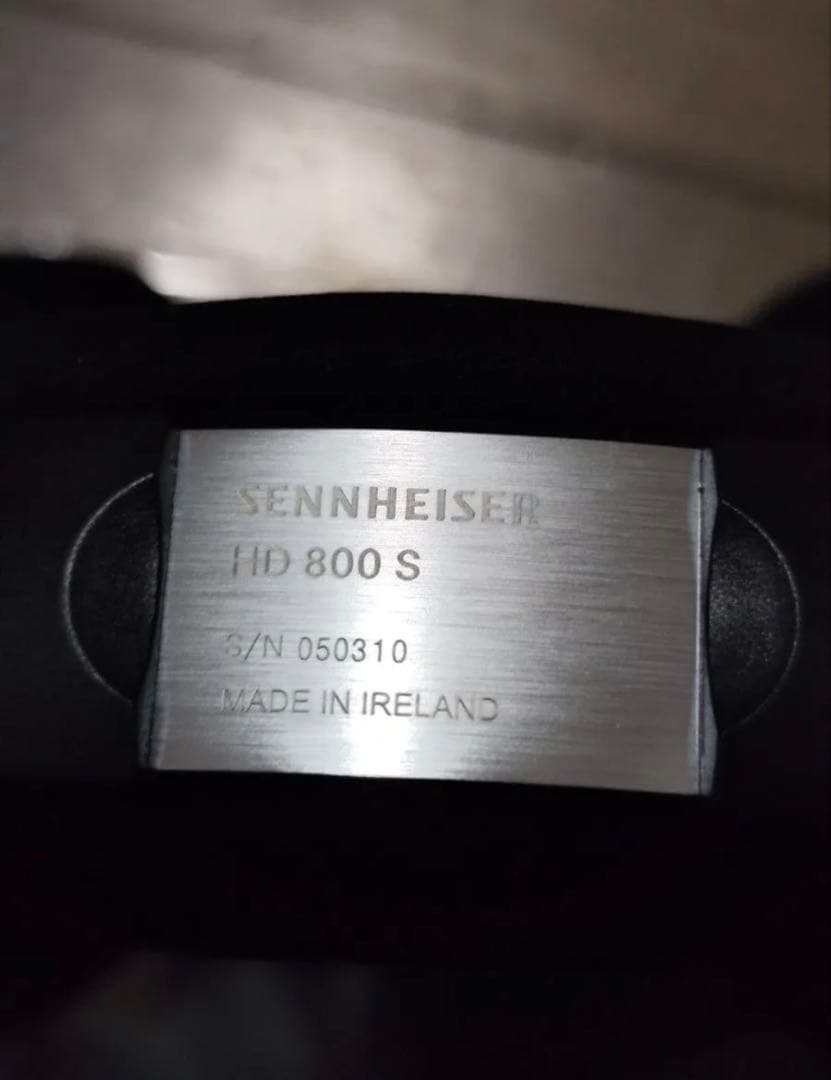 SENNHEISER
HD 800 S
S/N 050310
MADE IN IRELAND